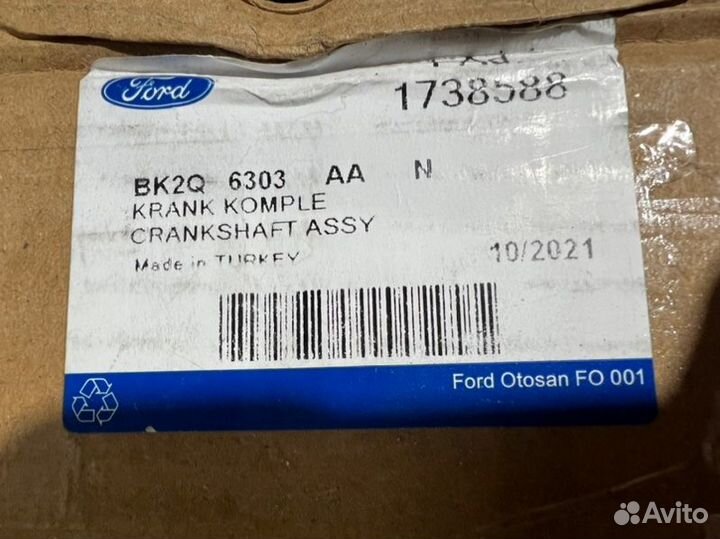 Ford
1738588
BK2Q 6303 AA N
KRANK KOMPLE
CRANKSHAFT ASSY
Made in TURKEY
10/2021
Ford Otosan FO 001
Avito